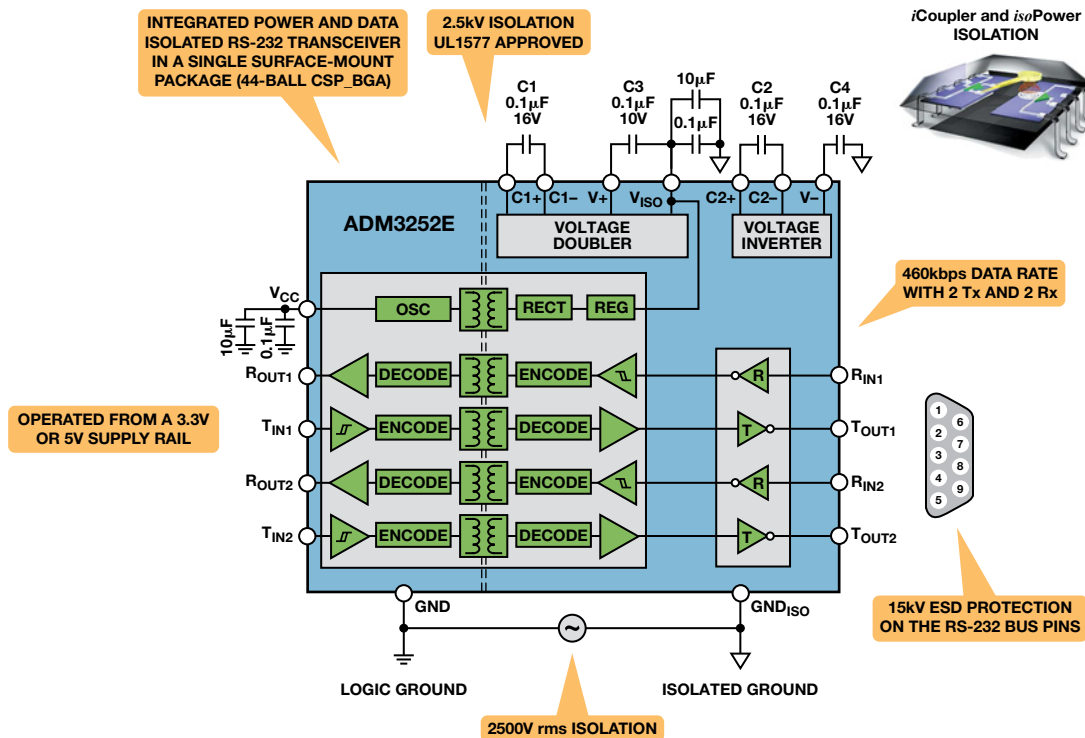 INTEGRATED POWER AND DATA
ISOLATED RS-232 TRANSCEIVER
IN A SINGLE SURFACE-MOUNT
PACKAGE (44-BALL CSP_BGA)
2.5kV ISOLATION
UL1577 APPROVED
iCoupler and isoPower
ISOLATION
C1
0.1µF
16V
C3
0.1µF
10V
10µF
0.1µF
C2
0.1µF
16V
C4
0.1µF
16V
C1+ C1– V+ VISO C2+ C2– V–
ADM3252E
VOLTAGE
DOUBLER
VOLTAGE
INVERTER
460kbps DATA RATE
WITH 2 Tx AND 2 Rx
VCC
10µF
0.1µF
OSC RECT REG
ROUT1 DECODE ENCODE R RIN1
OPERATED FROM A 3.3V
OR 5V SUPPLY RAIL
TIN1 ENCODE DECODE T TOUT1
ROUT2 DECODE ENCODE R RIN2
TIN2 ENCODE DECODE T TOUT2
1
2
3
4
5
6
7
8
9
15kV ESD PROTECTION
ON THE RS-232 BUS PINS
GND
GNDISO
~
LOGIC GROUND
ISOLATED GROUND
2500V rms ISOLATION